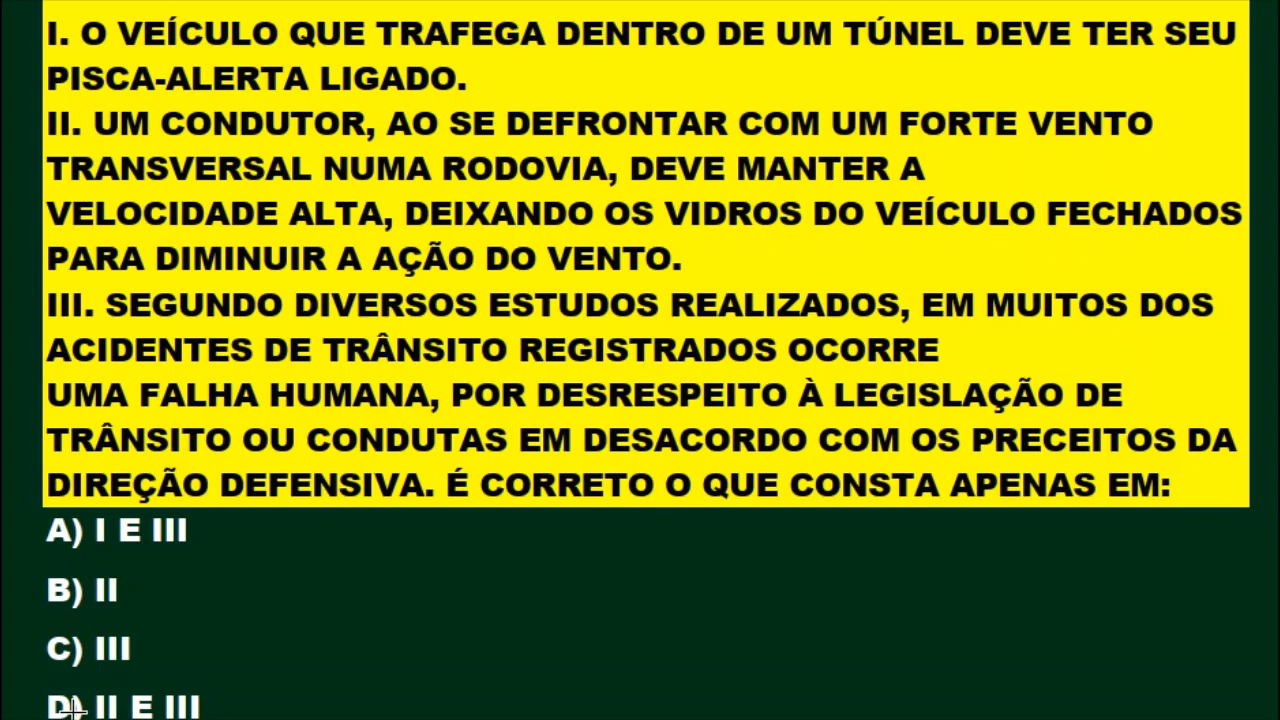 I. O VEÍCULO QUE TRAFEGA DENTRO DE UM TÚNEL DEVE TER SEU
PISCA-ALERTA LIGADO.
II. UM CONDUTOR, AO SE DEFRONTAR COM UM FORTE VENTO
TRANSVERSAL NUMA RODOVIA, DEVE MANTER A
VELOCIDADE ALTA, DEIXANDO OS VIDROS DO VEÍCULO FECHADOS
PARA DIMINUIR A AÇÃO DO VENTO.
III. SEGUNDO DIVERSOS ESTUDOS REALIZADOS, EM MUITOS DOS
ACIDENTES DE TRÂNSITO REGISTRADOS OCORRE
UMA FALHA HUMANA, POR DESRESPEITO À LEGISLAÇÃO DE
TRÂNSITO OU CONDUTAS EM DESACORDO COM OS PRECEITOS DA
DIREÇÃO DEFENSIVA. É CORRETO O QUE CONSTA APENAS EM:
A) I E III
B) II
C) III
D) II E III